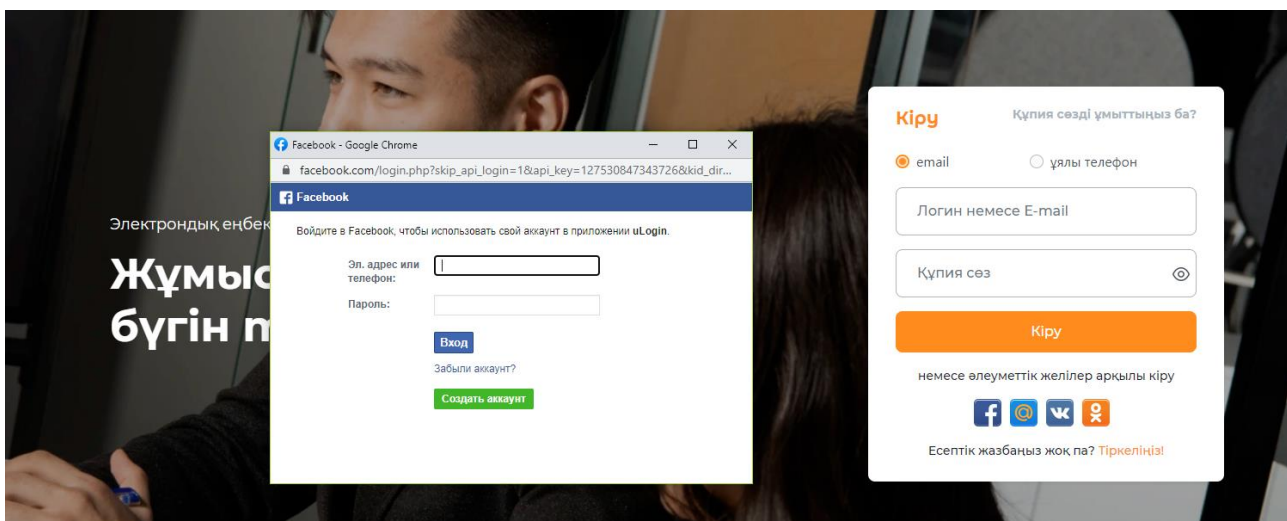 Электрондық еңбек
Жұмыс
бүгін
Facebook - Google Chrome
facebook.com/login.php?skip_api_login=1&api_key=127530847343726&kid_dir...
Facebook
Войдите в Facebook, чтобы использовать свой аккаунт в приложении uLogin.
Эл. адрес или
телефон:
Пароль:
Вход
Забыли аккаунт?
Создать аккаунт
Кіру
Құпия сөзді ұмыттыңыз ба?
email
ұялы телефон
Логин немесе E-mail
Құпия сөз
Кіру
немесе әлеуметтік желілер арқылы кіру
Есептік жазбаңыз жоқ па? Тіркеліңіз!